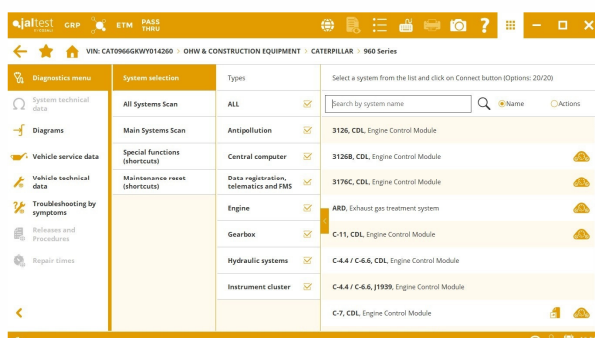 jaltest GRP ETM PASS THRU
VIN: CAT0966GKWY014260 > OHW & CONSTRUCTION EQUIPMENT > CATERPILLAR > 960 Series
Diagnostics menu
System technical data
Diagrams
Vehicle service data
Vehicle technical data
Troubleshooting by symptoms
Releases and Procedures
Repair times
System selection
All Systems Scan
Main Systems Scan
Special functions (shortcuts)
Maintenance reset (shortcuts)
Types
ALL
Antipollution
Central computer
Data registration, telematics and FMS
Engine
Gearbox
Hydraulic systems
Instrument cluster
Select a system from the list and click on Connect button (Options: 20/20)
Search by system name
Name
Actions
3126, CDL, Engine Control Module
3126B, CDL, Engine Control Module
3176C, CDL, Engine Control Module
ARD, Exhaust gas treatment system
C-11, CDL, Engine Control Module
C-4.4 / C-6.6, CDL, Engine Control Module
C-4.4 / C-6.6, J1939, Engine Control Module
C-7, CDL, Engine Control Module